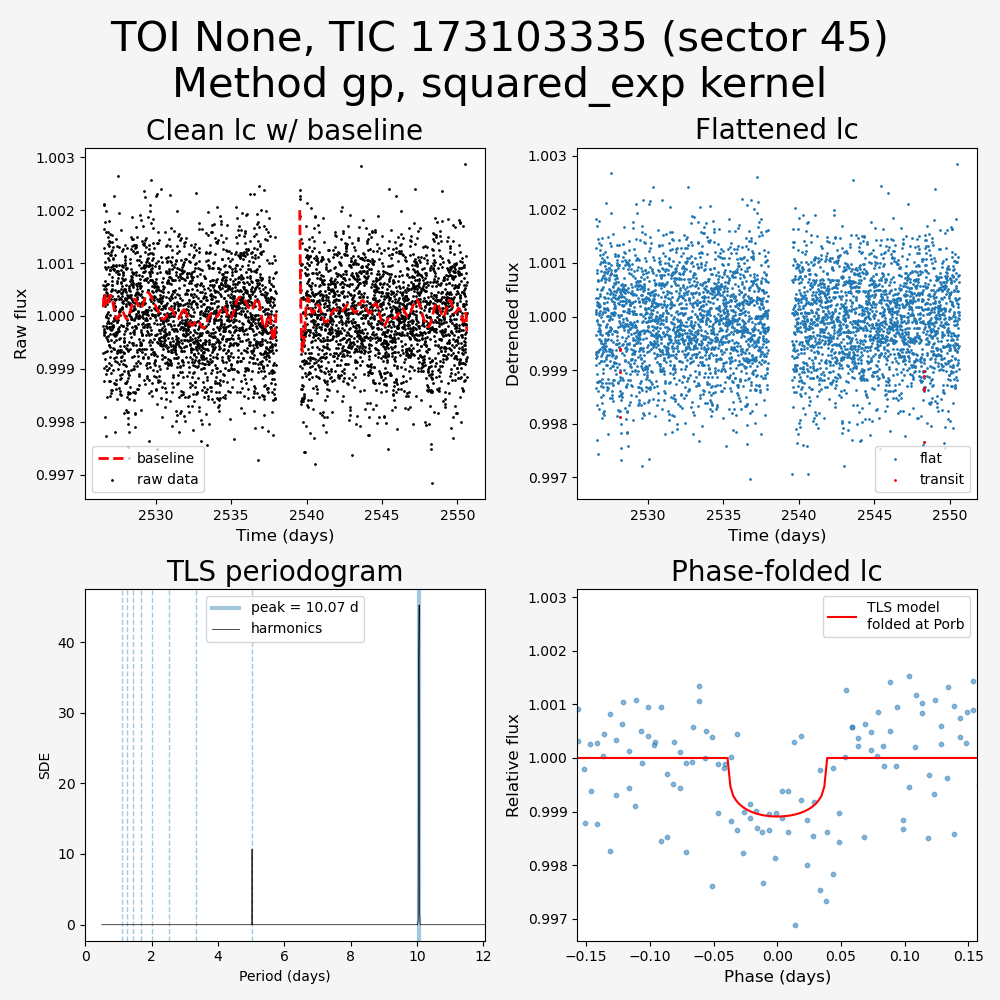 TOI None, TIC 173103335 (sector 45)
Method gp, squared_exp kernel
Clean lc w/ baseline
1.003
1.002
1.001
1.000
0.999
0.998
0.997
Raw flux
baseline
raw data
2530
2535
2540
2545
2550
Time (days)
Flattened lc
1.003
1.002
1.001
1.000
0.999
0.998
0.997
Detrended flux
flat
transit
2530
2535
2540
2545
2550
Time (days)
TLS periodogram
peak = 10.07 d
harmonics
40
30
20
10
0
SDE
0
2
4
6
8
10
12
Period (days)
Phase-folded lc
TLS model
folded at Porb
1.003
1.002
1.001
1.000
0.999
0.998
0.997
Relative flux
−0.15
−0.10
−0.05
0.00
0.05
0.10
0.15
Phase (days)